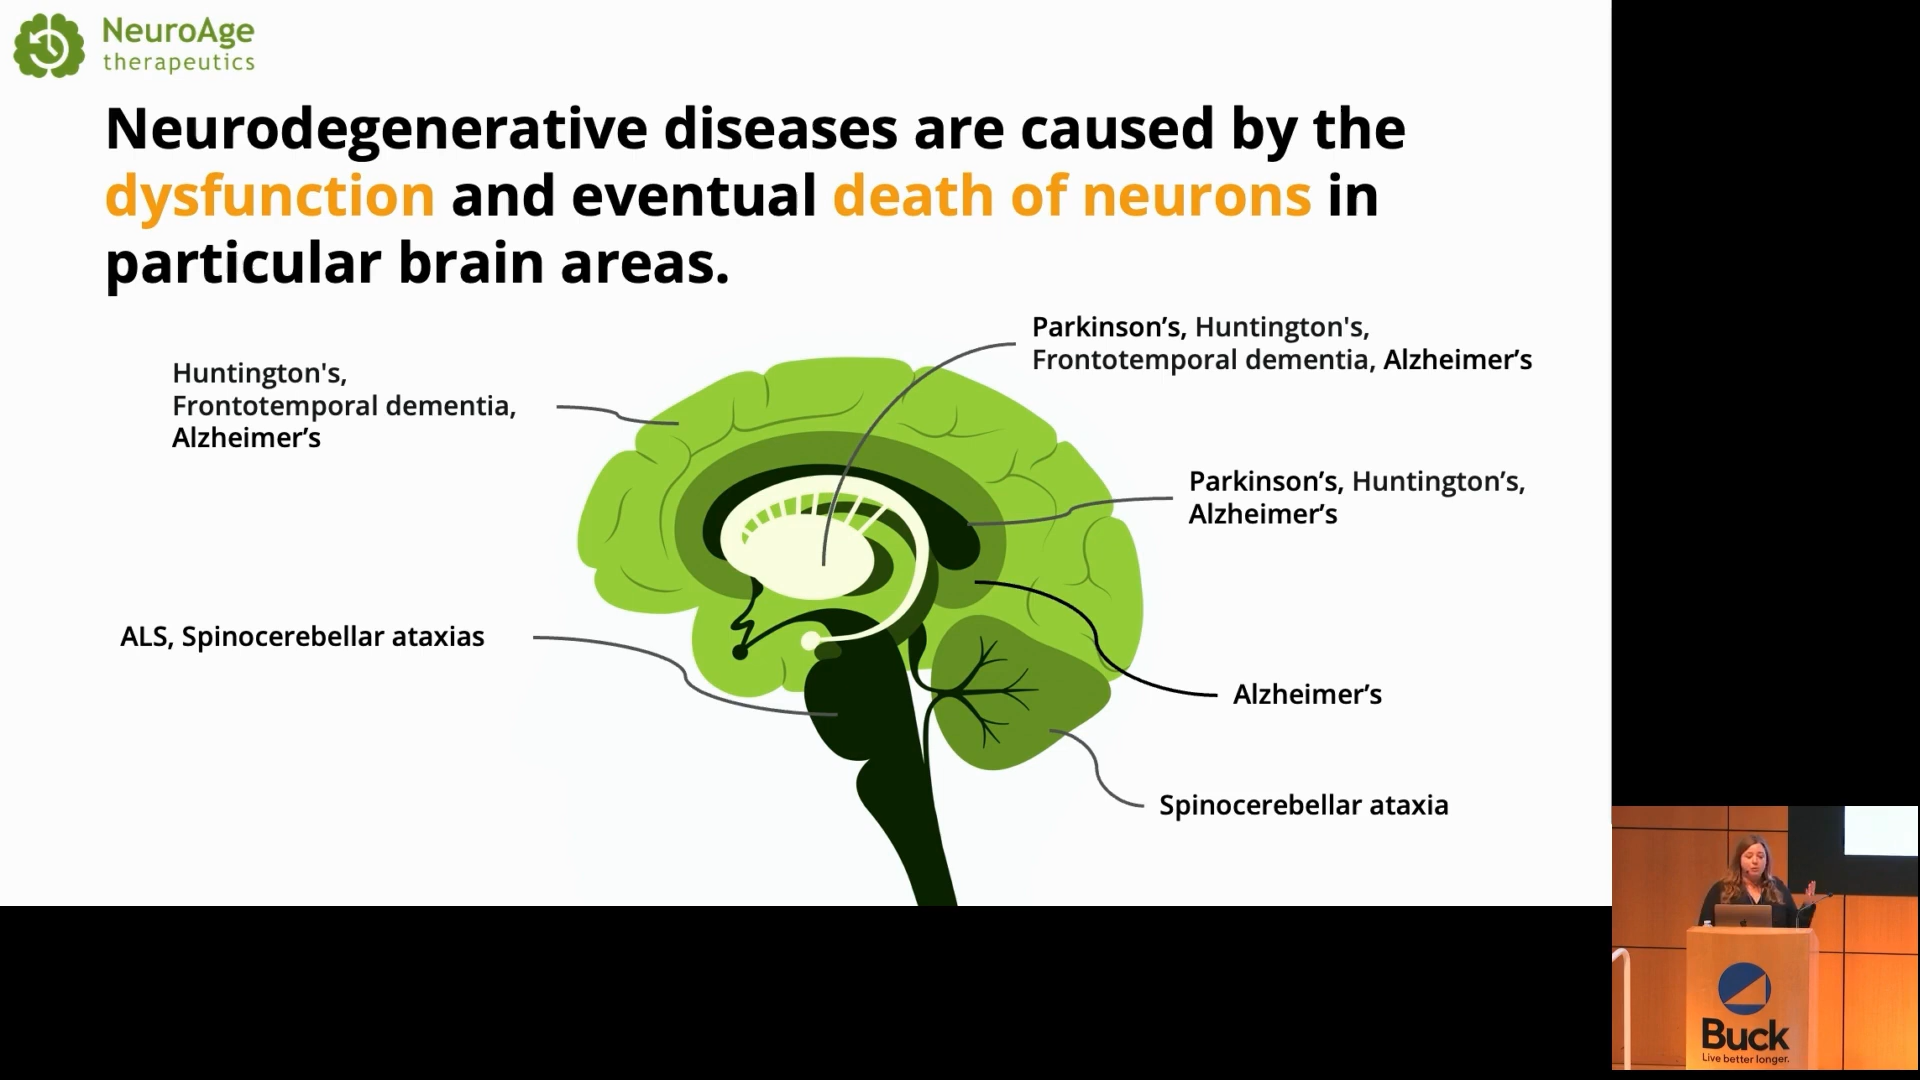 NeuroAge
therapeutics
Neurodegenerative diseases are caused by the
dysfunction and eventual death of neurons in
particular brain areas.
Parkinson’s, Huntington's,
Frontotemporal dementia, Alzheimer’s
Huntington's,
Frontotemporal dementia,
Alzheimer’s
Parkinson’s, Huntington’s,
Alzheimer’s
ALS, Spinocerebellar ataxias
Alzheimer’s
Spinocerebellar ataxia
Buck
Live better longer.